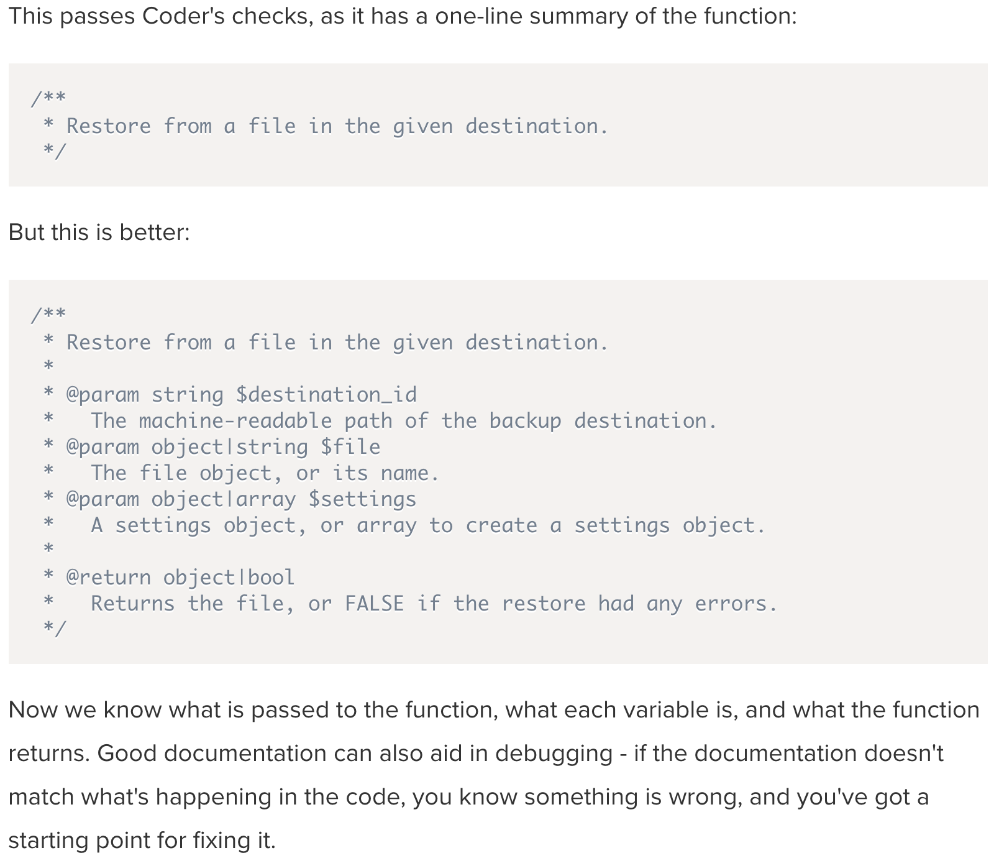 This passes Coder's checks, as it has a one-line summary of the function:
/**
 * Restore from a file in the given destination.
 */
But this is better:
/**
 * Restore from a file in the given destination.
 *
 * @param string $destination_id
 *   The machine-readable path of the backup destination.
 * @param object|string $file
 *   The file object, or its name.
 * @param object|array $settings
 *   A settings object, or array to create a settings object.
 *
 * @return object|bool
 *   Returns the file, or FALSE if the restore had any errors.
 */
Now we know what is passed to the function, what each variable is, and what the function
returns. Good documentation can also aid in debugging - if the documentation doesn't
match what's happening in the code, you know something is wrong, and you've got a
starting point for fixing it.